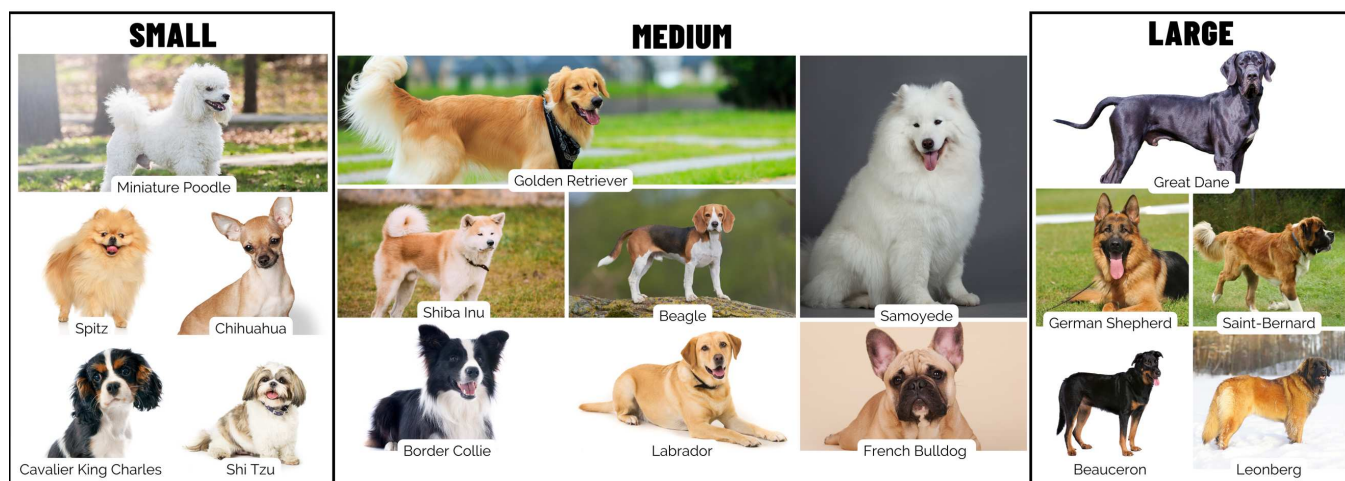 SMALL
Miniature Poodle
Spitz
Chihuahua
Cavalier King Charles
Shi Tzu
MEDIUM
Golden Retriever
Shiba Inu
Beagle
Samoyede
Border Collie
Labrador
French Bulldog
LARGE
Great Dane
German Shepherd
Saint-Bernard
Beauceron
Leonberg